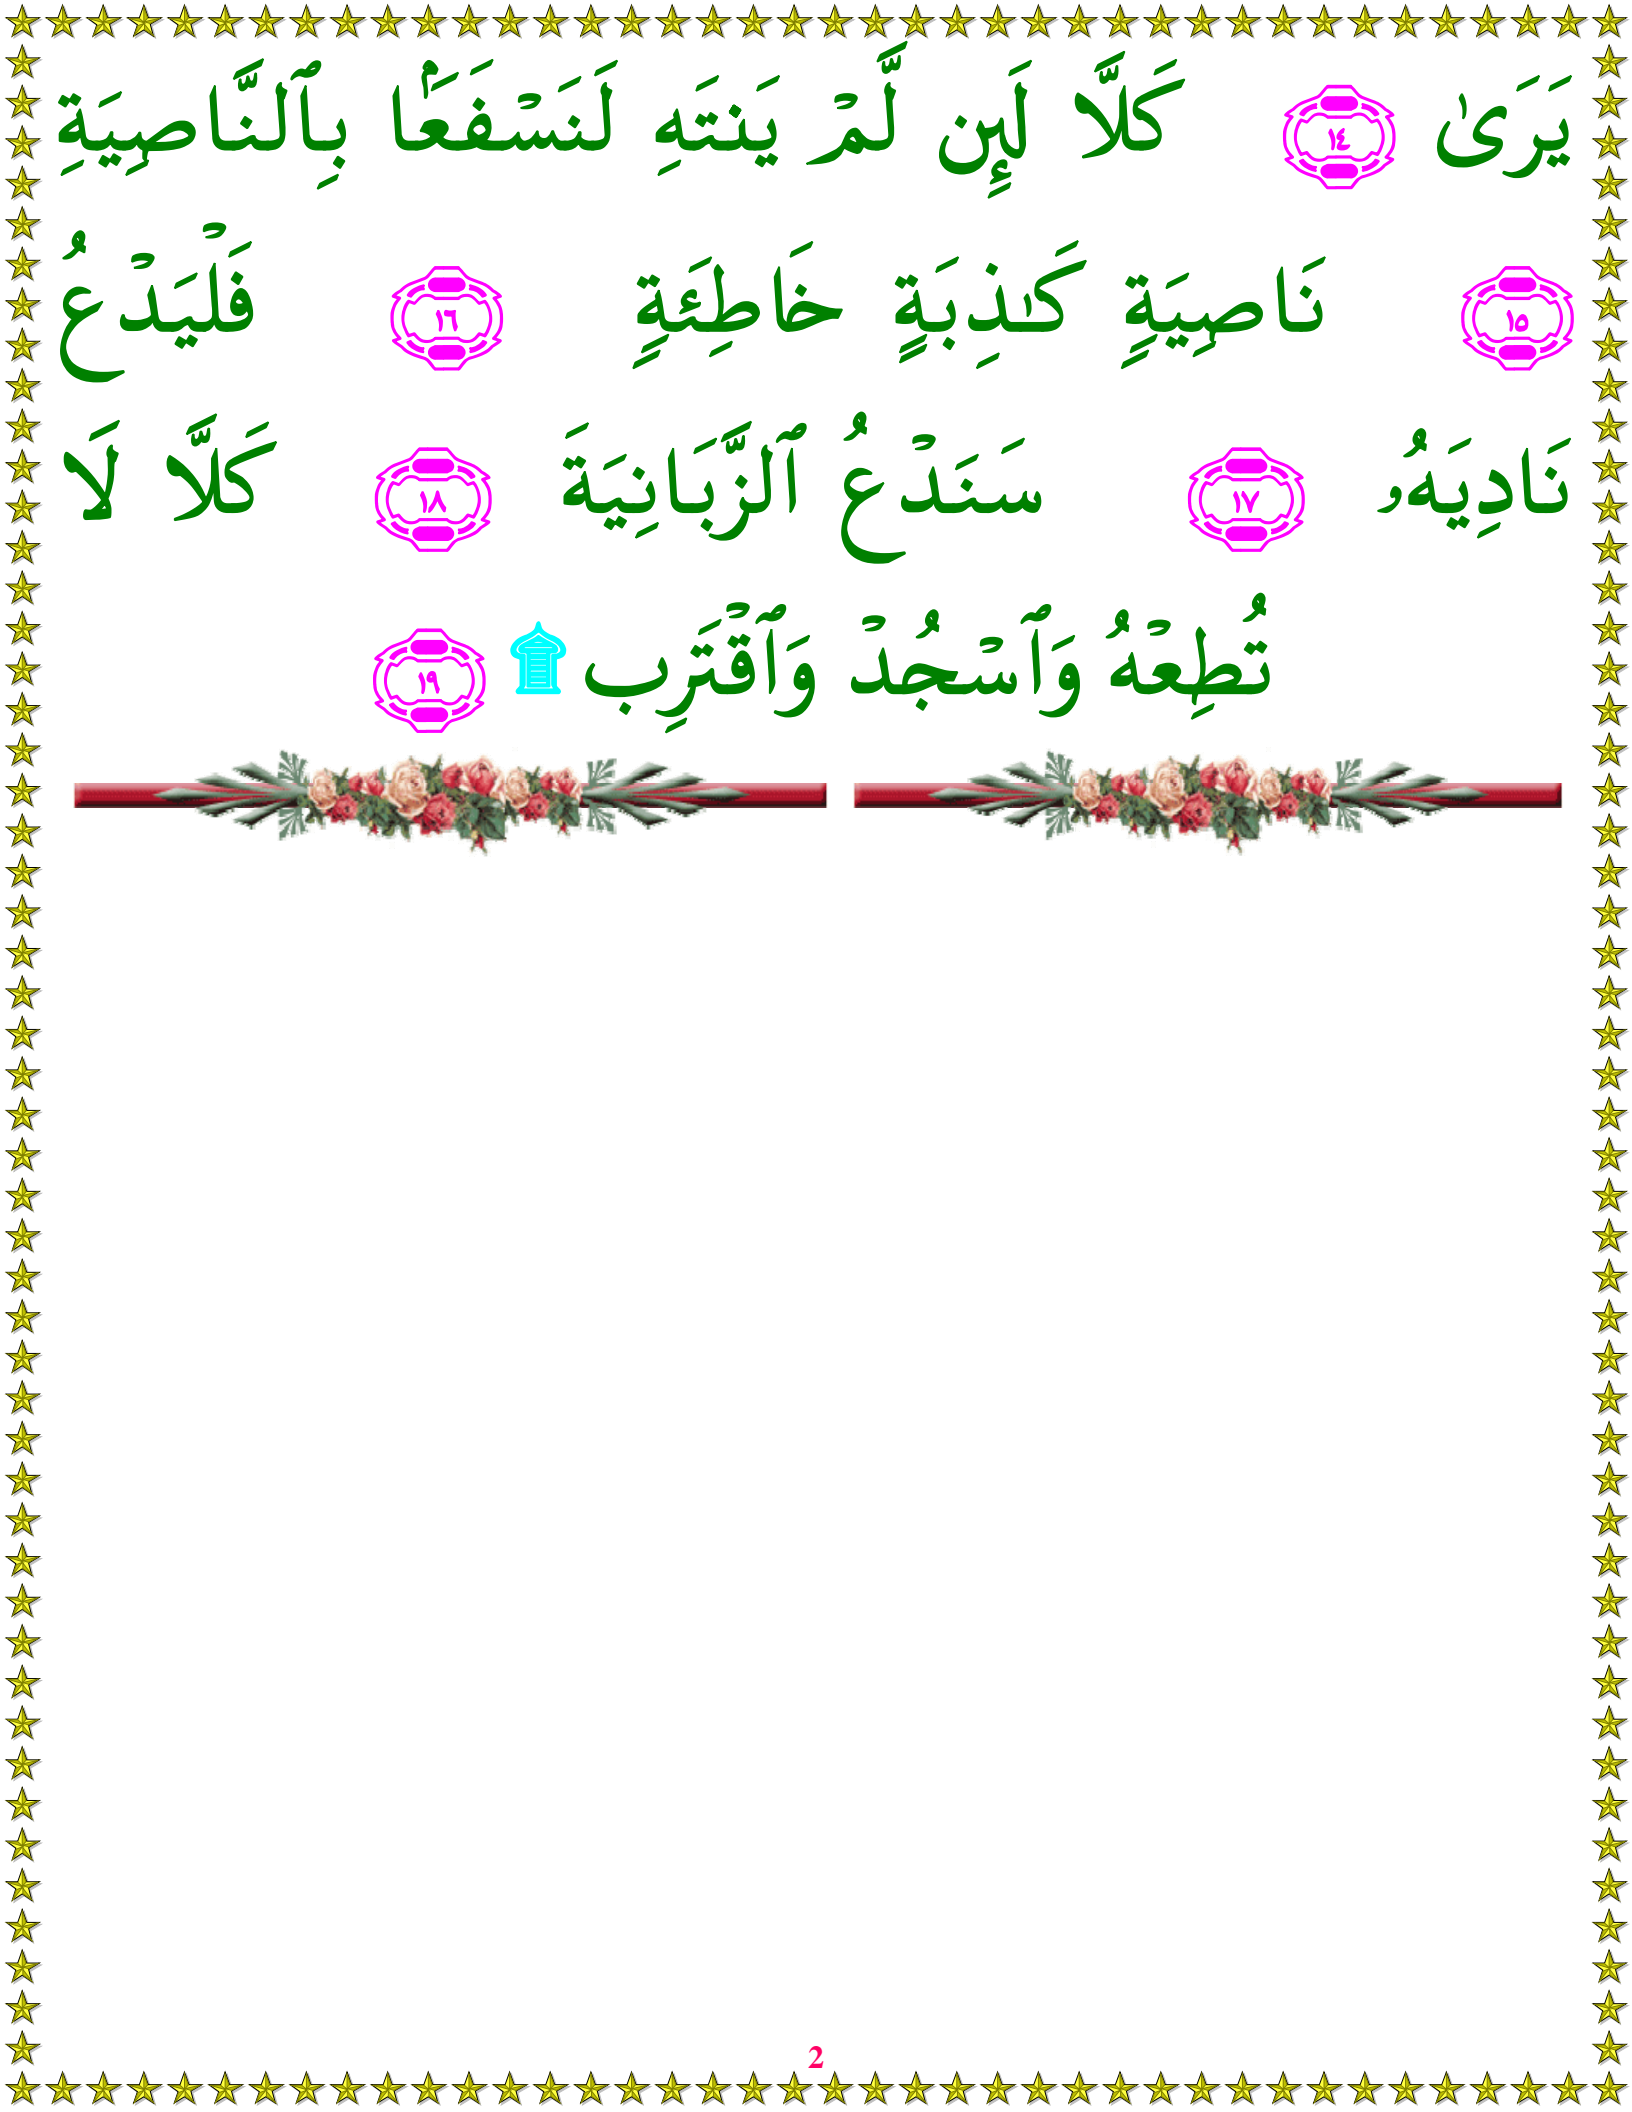 يَرَىٰ ١٤ كَلَّا لَئِن لَّمْ يَنتَهِ لَنَسْفَعًۢا بِٱلنَّاصِيَةِ
١٥ نَاصِيَةٍ كَـٰذِبَةٍ خَاطِئَةٍ ١٦ فَلْيَدْعُ
نَادِيَهُۥ ١٧ سَنَدْعُ ٱلزَّبَانِيَةَ ١٨ كَلَّا لَا
تُطِعْهُ وَٱسْجُدْ وَٱقْتَرِب ۩ ١٩
2